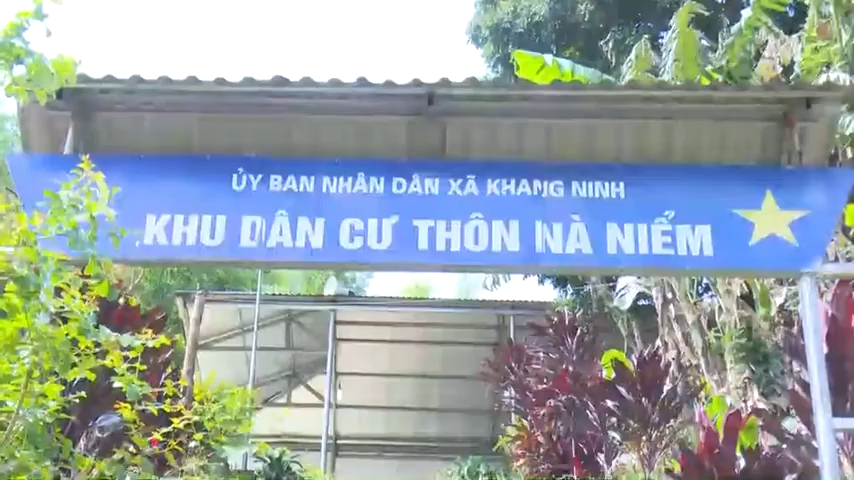 ỦY BAN NHÂN DÂN XÃ KHANG NINH
KHU DÂN CƯ THÔN NÀ NIỂM